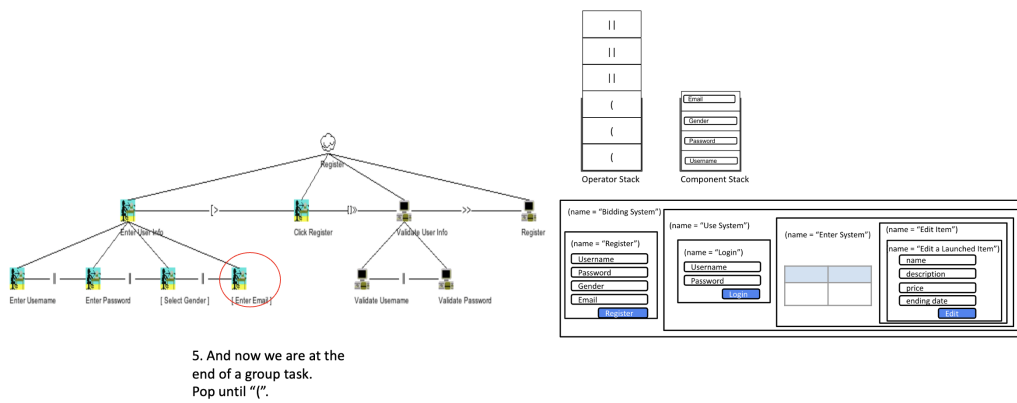 ||
||
||
(
(
(
Operator Stack
Email
Gender
Password
Username
Component Stack
Register
[>
[]>>
>>
Enter User Info
Click Register
Validate User Info
Register
||
||
||
||
Enter Username
Enter Password
[ Select Gender ]
[ Enter Email ]
Validate Username
Validate Password
5. And now we are at the
end of a group task.
Pop until “(”.
(name = “Bidding System”)
(name = “Register”)
Username
Password
Gender
Email
Register
(name = “Use System”)
(name = “Login”)
Username
Password
Login
(name = “Enter System”)
(name = “Edit Item”)
(name = “Edit a Launched Item”)
name
description
price
ending date
Edit